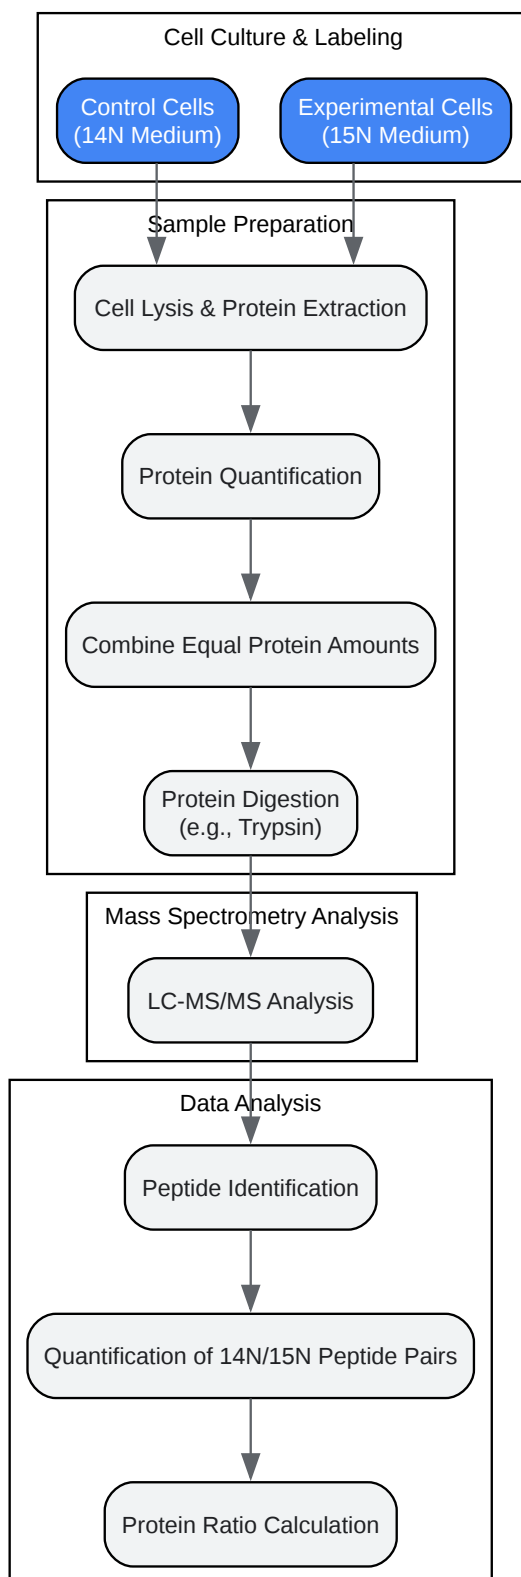 Cell Culture & Labeling
Control Cells
(14N Medium)
Experimental Cells
(15N Medium)
Sample Preparation
Cell Lysis & Protein Extraction
Protein Quantification
Combine Equal Protein Amounts
Protein Digestion
(e.g., Trypsin)
Mass Spectrometry Analysis
LC-MS/MS Analysis
Data Analysis
Peptide Identification
Quantification of 14N/15N Peptide Pairs
Protein Ratio Calculation